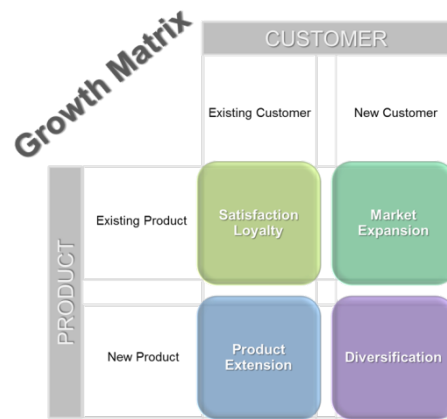 Growth Matrix
CUSTOMER
Existing Customer
New Customer
PRODUCT
Existing Product
Satisfaction
Loyalty
Market
Expansion
New Product
Product
Extension
Diversification